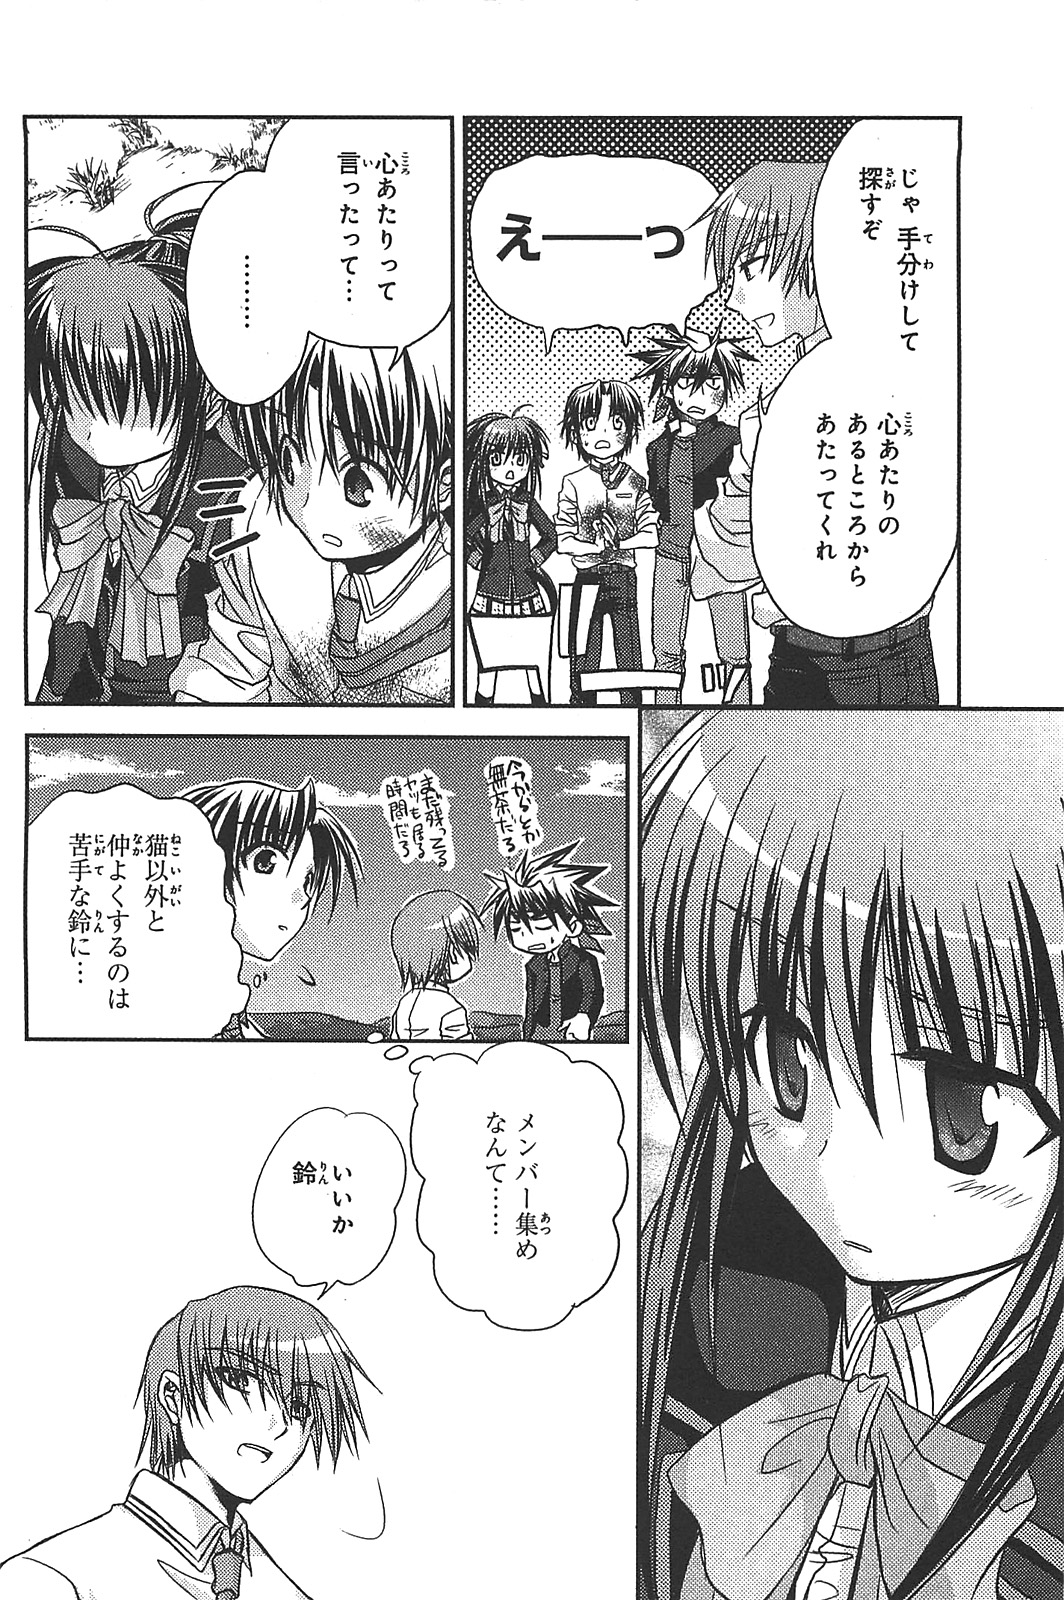 じゃ 手分けして
探すぞ
心あたりの
あるところから
あたってくれ
え――っ
心あたりって
言ったって…
………
今からとか
無茶だろ
まだ残ってる
ヤツも居る
時間だろ
猫以外と
仲よくするのは
苦手な鈴に…
メンバー集め
なんて……
いいか
鈴